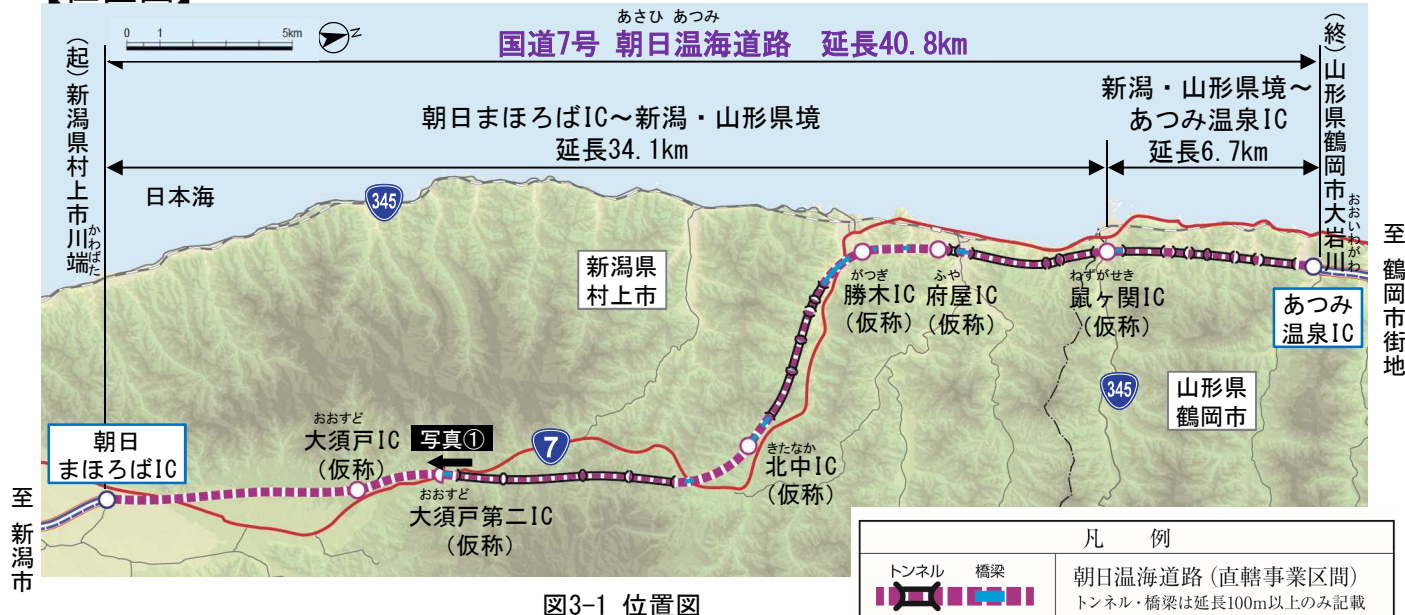 【位置図】
0 1 5km
Z
あさひ あつみ
国道7号 朝日温海道路 延長40.8km
(起)新潟県村上市川端
かわばた
(終)山形県鶴岡市大岩川
おおいわがわ
朝日まほろばIC~新潟・山形県境
延長34.1km
新潟・山形県境~
あつみ温泉IC
延長6.7km
日本海
345
新潟県
村上市
がつぎ
勝木IC
(仮称)
ふや
府屋IC
(仮称)
ねずがせき
鼠ヶ関IC
(仮称)
あつみ
温泉IC
至 鶴岡市街地
345
山形県
鶴岡市
朝日
まほろばIC
おおすど
大須戸IC
(仮称)
写真①
7
おおすど
大須戸第二IC
(仮称)
きたなか
北中IC
(仮称)
至 新潟市
凡 例
トンネル 橋梁
朝日温海道路(直轄事業区間)
トンネル・橋梁は延長100m以上のみ記載
図3-1 位置図